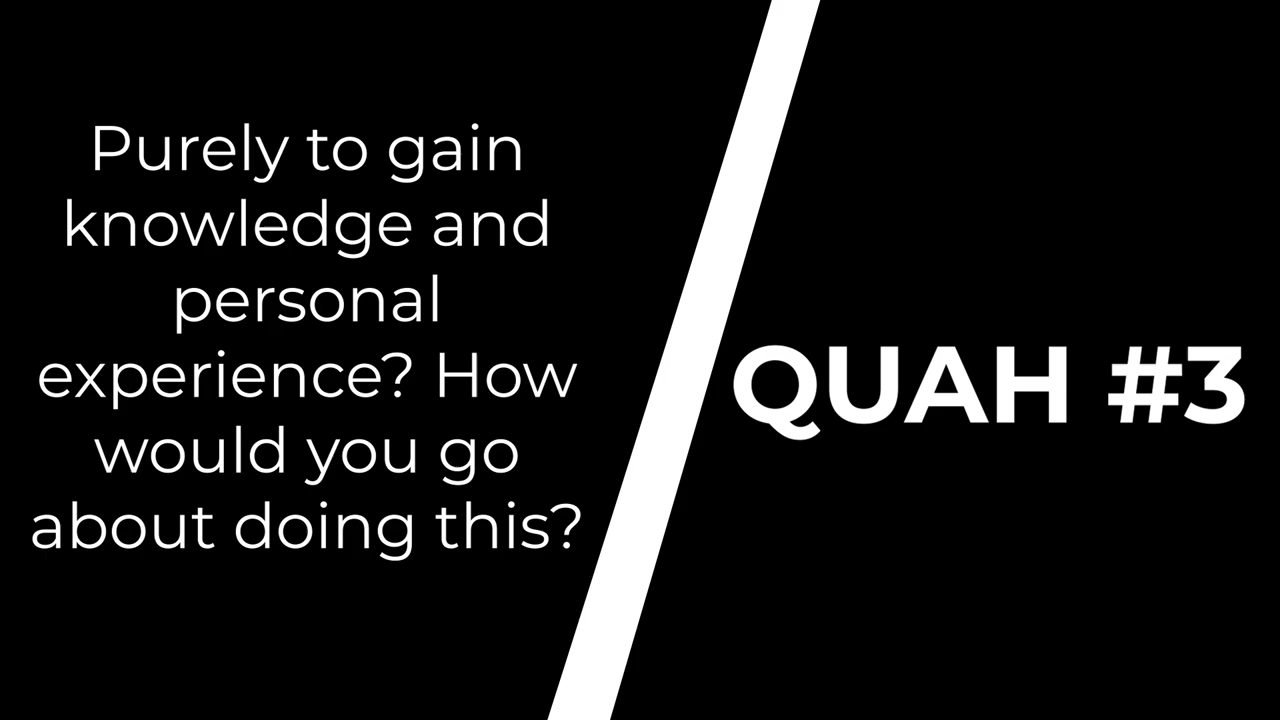 Purely to gain
knowledge and
personal
experience? How
would you go
about doing this?
QUAH #3